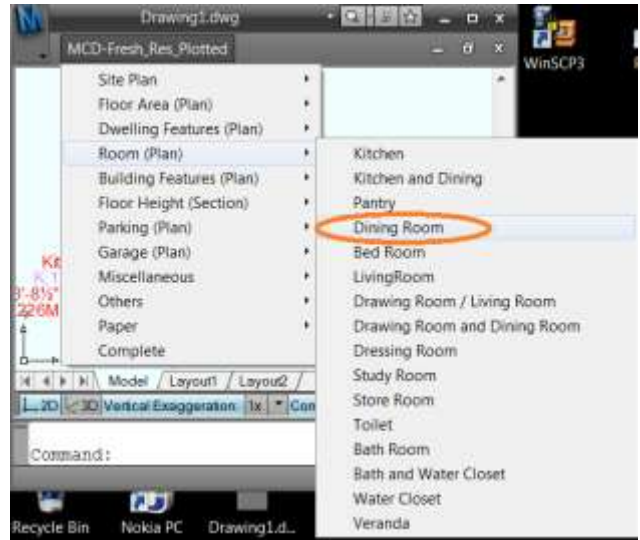 Drawing1.dwg
MCD-Fresh_Res_Plotted
WinSCP3
Site Plan
Floor Area (Plan)
Dwelling Features (Plan)
Room (Plan)
Building Features (Plan)
Floor Height (Section)
Parking (Plan)
Garage (Plan)
Miscellaneous
Others
Paper
Complete
Kitchen
Kitchen and Dining
Pantry
Dining Room
Bed Room
LivingRoom
Drawing Room / Living Room
Drawing Room and Dining Room
Dressing Room
Study Room
Store Room
Toilet
Bath Room
Bath and Water Closet
Water Closet
Veranda
Model / Layout1 / Layout2 /
2D 3D Vertical Exaggeration: 1x Con
Command:
Recycle Bin Nokia PC Drawing1.d...